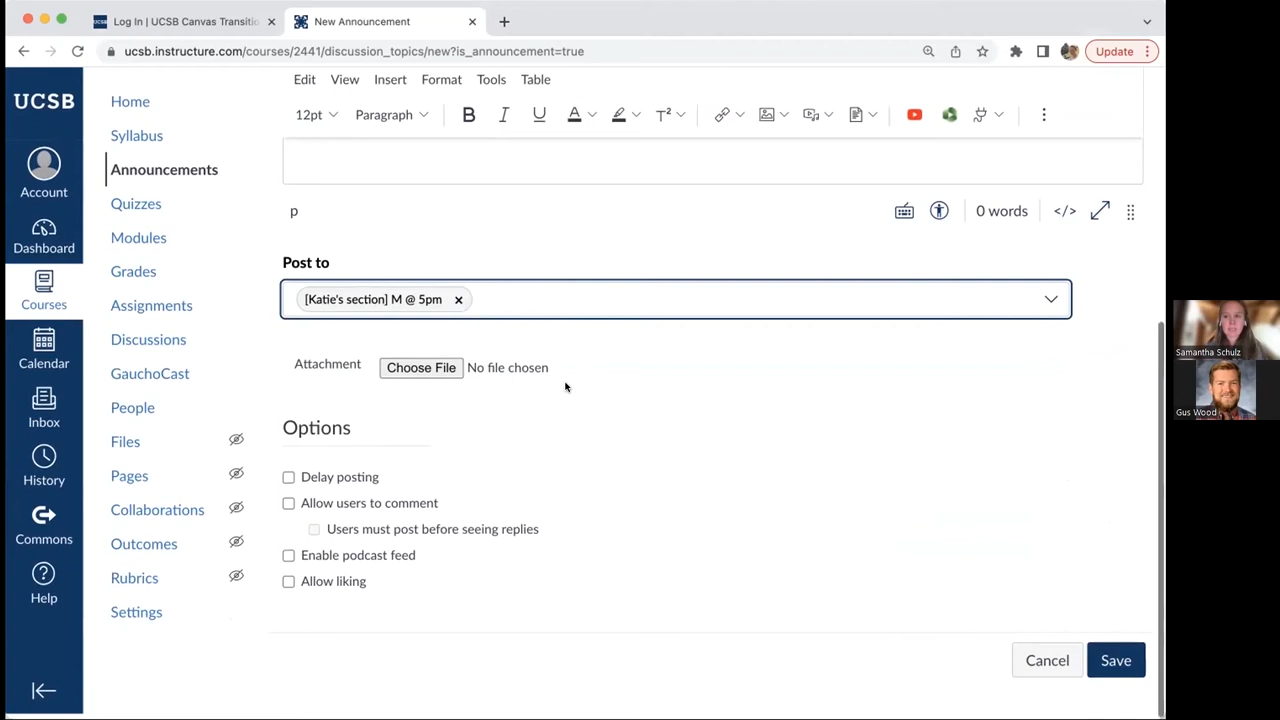 Log In | UCSB Canvas Transitio
New Announcement
ucsb.instructure.com/courses/2441/discussion_topics/new?is_announcement=true
Update
UCSB
Account
Dashboard
Courses
Calendar
Inbox
History
Commons
Help
Home
Syllabus
Announcements
Quizzes
Modules
Grades
Assignments
Discussions
GauchoCast
People
Files
Pages
Collaborations
Outcomes
Rubrics
Settings
Edit View Insert Format Tools Table
12pt Paragraph B I U A T²
p
0 words </>
Post to
[Katie's section] M @ 5pm
Attachment Choose File No file chosen
Options
Delay posting
Allow users to comment
Users must post before seeing replies
Enable podcast feed
Allow liking
Cancel Save
Samantha Schulz
Gus Wood